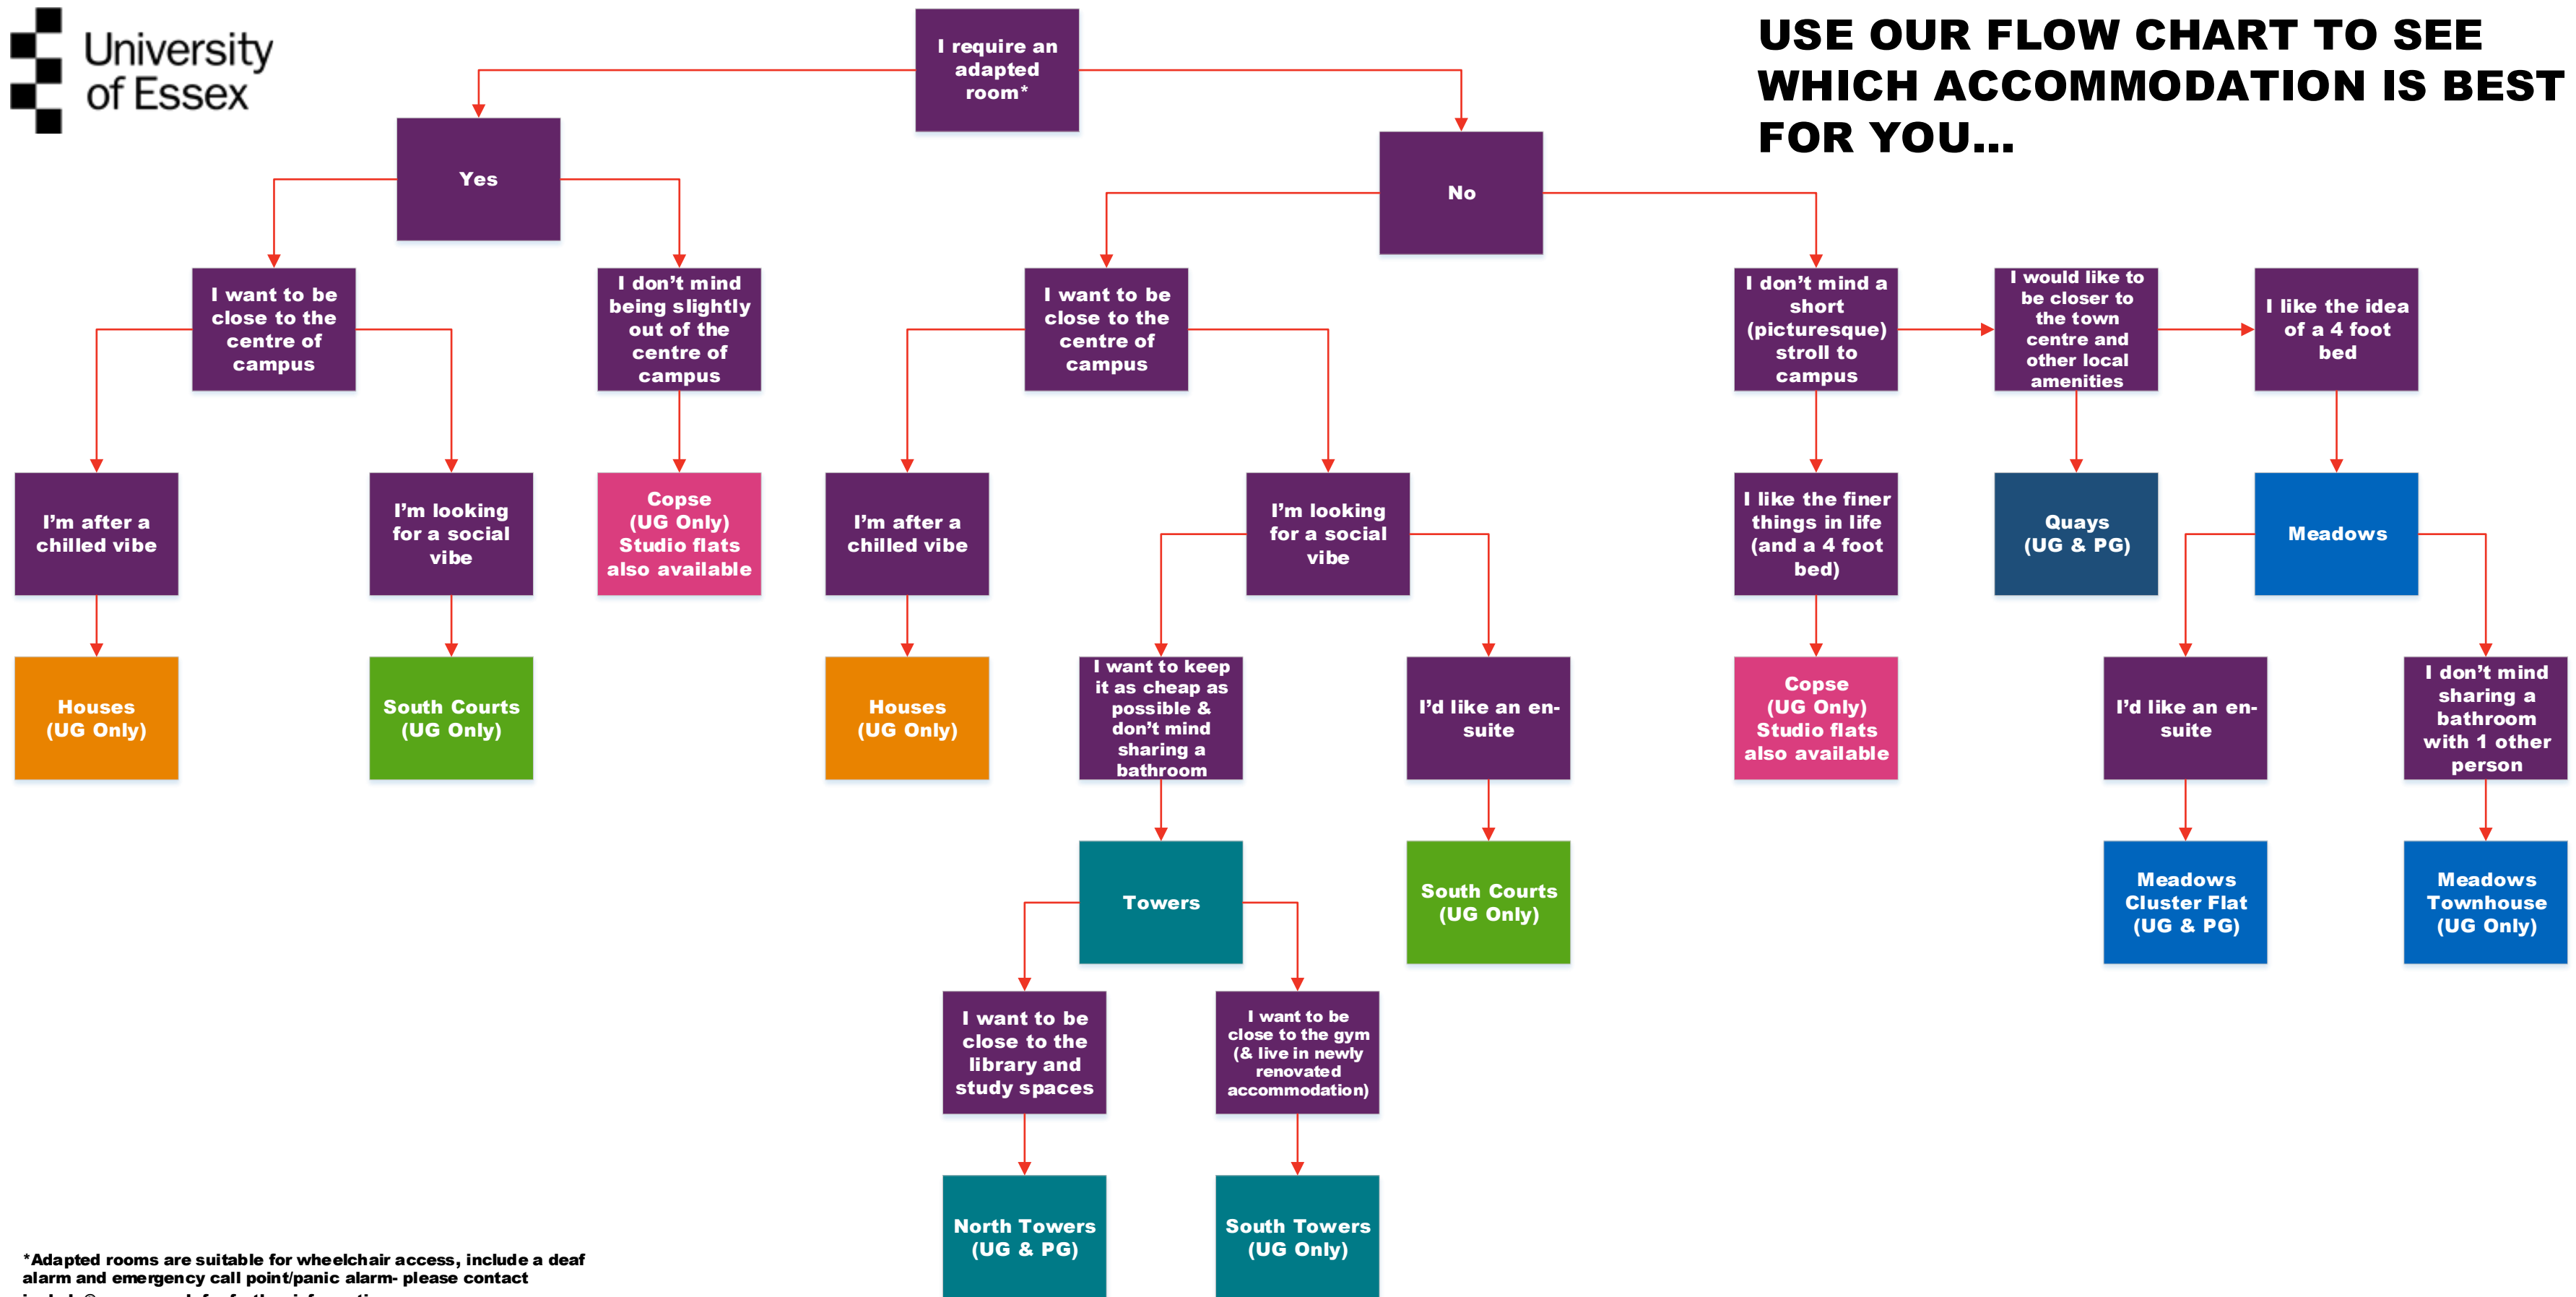 University
of Essex
USE OUR FLOW CHART TO SEE
WHICH ACCOMMODATION IS BEST
FOR YOU...
I require an
adapted
room*
Yes
No
I want to be
close to the
centre of
campus
I don't mind
being slightly
out of the
centre of
campus
I want to be
close to the
centre of
campus
I don't mind a
short
(picturesque)
stroll to
campus
I would like to
be closer to
the town
centre and
other local
amenities
I like the idea
of a 4 foot
bed
I'm after a
chilled vibe
I'm looking
for a social
vibe
Copse
(UG Only)
Studio flats
also available
I'm after a
chilled vibe
I'm looking
for a social
vibe
I like the finer
things in life
(and a 4 foot
bed)
Quays
(UG & PG)
Meadows
Houses
(UG Only)
South Courts
(UG Only)
Houses
(UG Only)
I want to keep
it as cheap as
possible &
don't mind
sharing a
bathroom
I'd like an en-
suite
Copse
(UG Only)
Studio flats
also available
I'd like an en-
suite
I don't mind
sharing a
bathroom
with 1 other
person
Towers
South Courts
(UG Only)
Meadows
Cluster Flat
(UG & PG)
Meadows
Townhouse
(UG Only)
I want to be
close to the
library and
study spaces
I want to be
close to the gym
(& live in newly
renovated
accommodation)
North Towers
(UG & PG)
South Towers
(UG Only)
*Adapted rooms are suitable for wheelchair access, include a deaf
alarm and emergency call point/panic alarm- please contact